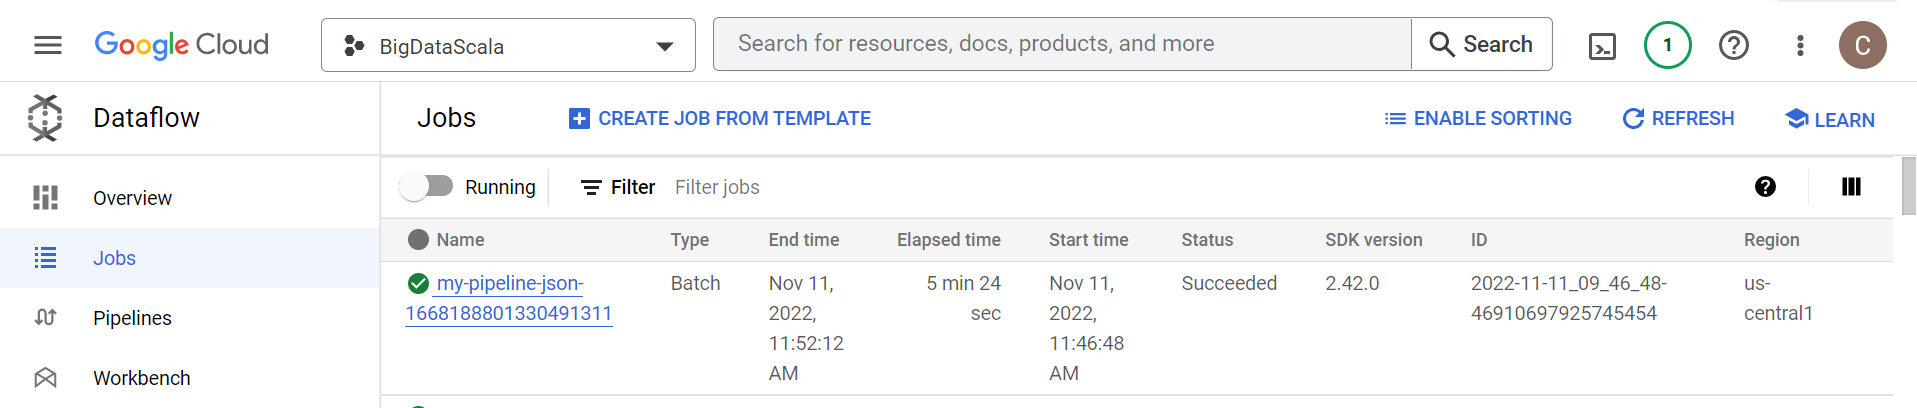 Google Cloud
BigDataScala
Search for resources, docs, products, and more
Search
1
C
Dataflow
Jobs
CREATE JOB FROM TEMPLATE
ENABLE SORTING
REFRESH
LEARN
Overview
Jobs
Pipelines
Workbench
Running
Filter
Filter jobs
Name Type End time Elapsed time Start time Status SDK version ID Region
my-pipeline-json- Batch Nov 11, 5 min 24 Nov 11, Succeeded 2.42.0 2022-11-11_09_46_48- us-
1668188801330491311 2022, sec 2022, 46910697925745454 central1
11:52:12 11:46:48
AM AM